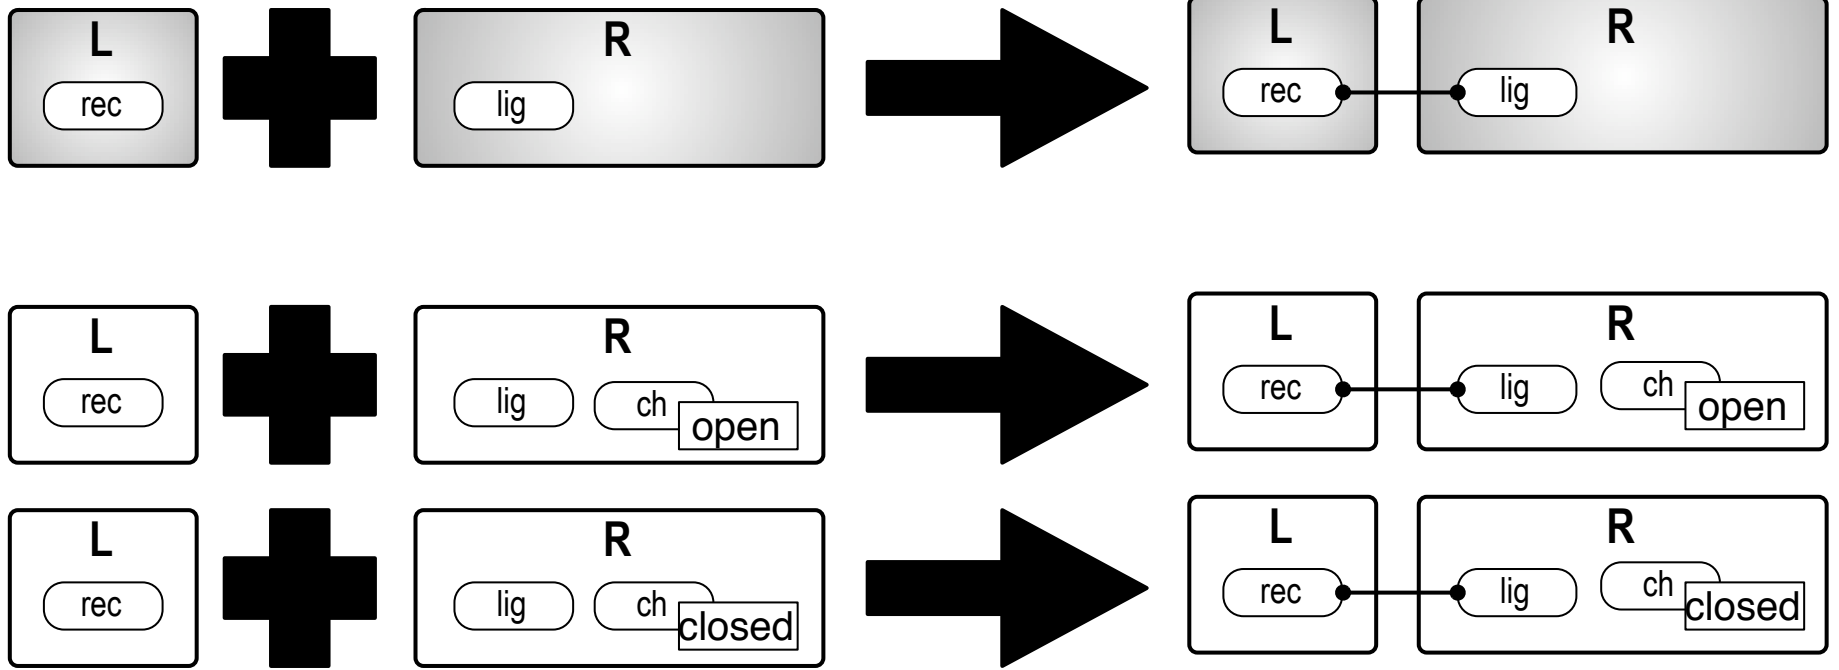 L R L R
rec lig rec lig
L R L R
rec lig ch open rec lig ch open
L R L R
rec lig ch closed rec lig ch closed